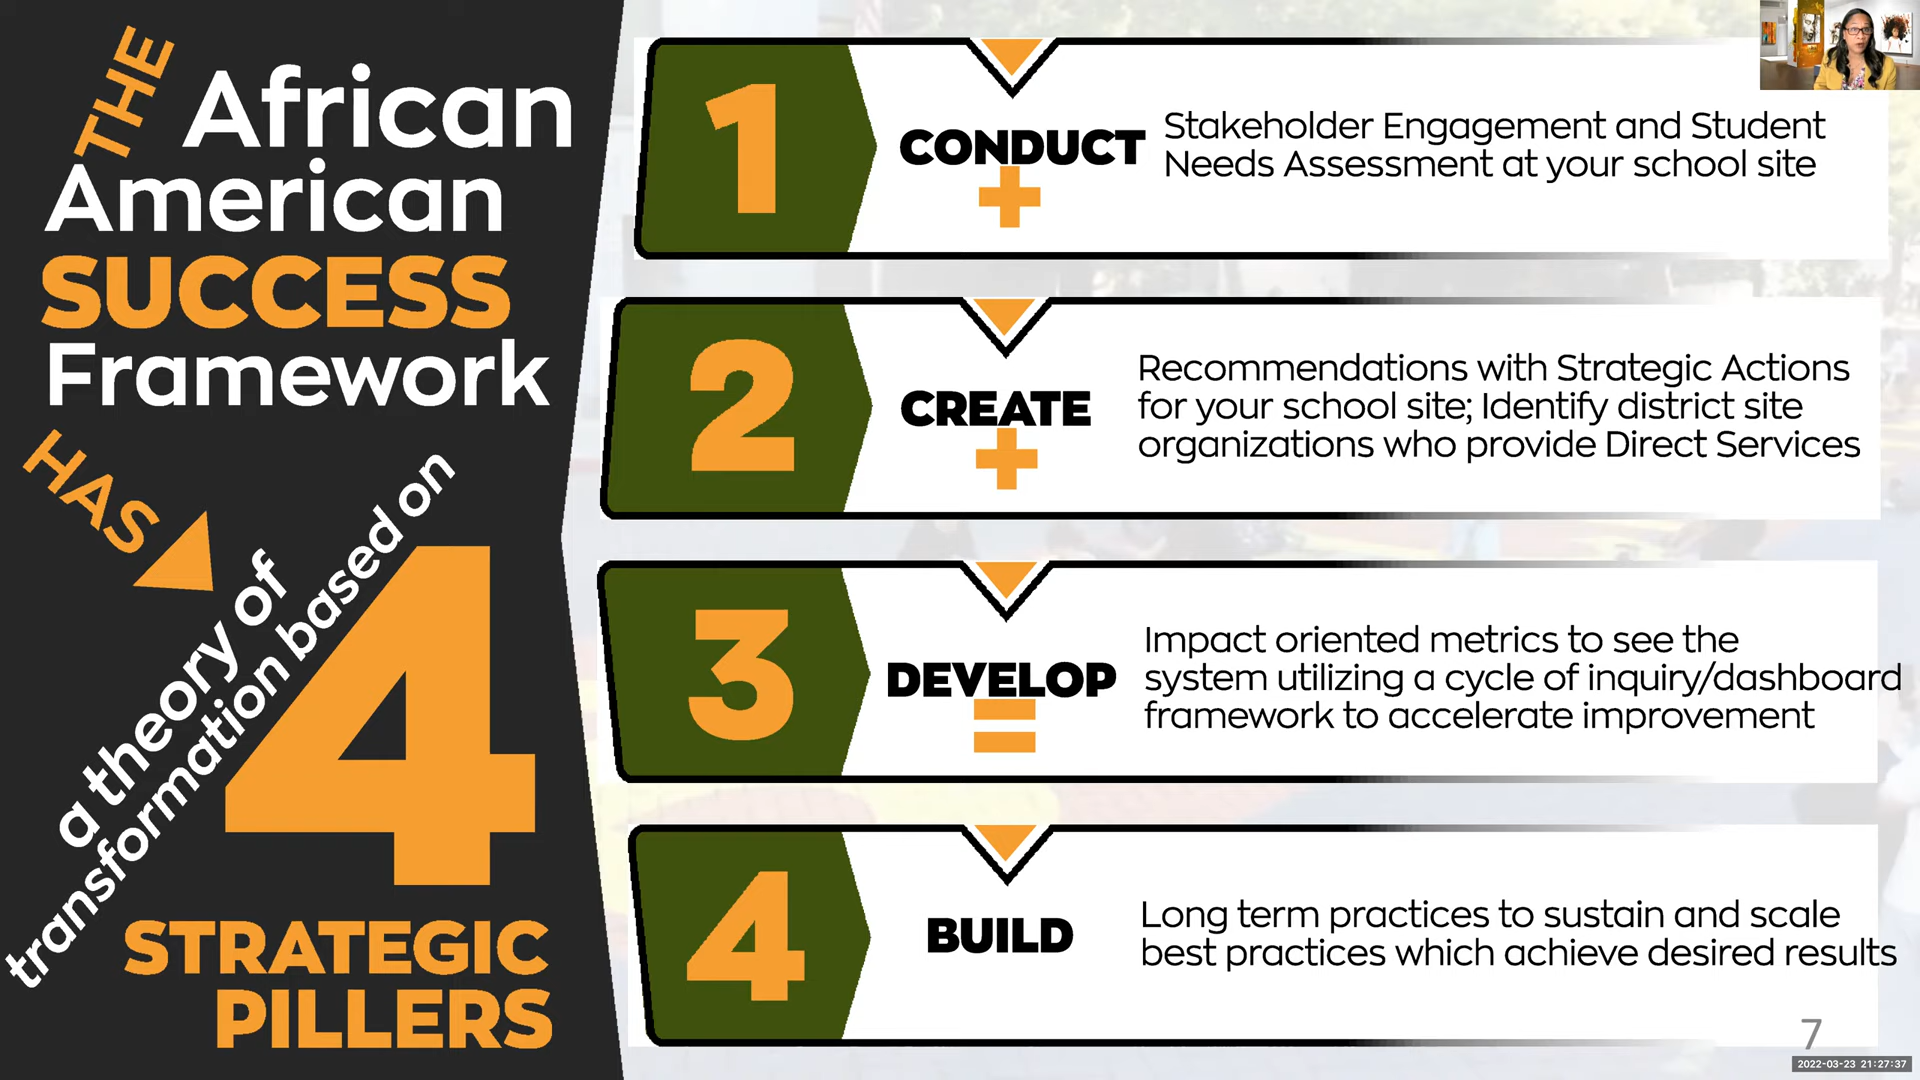 THE
African
American
SUCCESS
Framework
HAS
a theory of
transformation based on
4
STRATEGIC
PILLERS
1
CONDUCT
+
Stakeholder Engagement and Student
Needs Assessment at your school site
2
CREATE
+
Recommendations with Strategic Actions
for your school site; Identify district site
organizations who provide Direct Services
3
DEVELOP
=
Impact oriented metrics to see the
system utilizing a cycle of inquiry/dashboard
framework to accelerate improvement
4
BUILD
Long term practices to sustain and scale
best practices which achieve desired results
7
2022-03-23 21:27:37